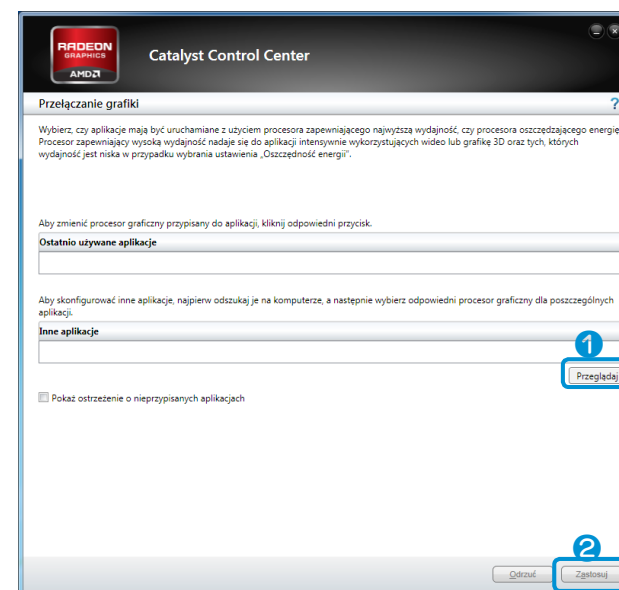 RADEON
GRAPHICS
AMD
Catalyst Control Center
Przełączanie grafiki
?
Wybierz, czy aplikacje mają być uruchamiane z użyciem procesora zapewniającego najwyższą wydajność, czy procesora oszczędzającego energię
Procesor zapewniający wysoką wydajność nadaje się do aplikacji intensywnie wykorzystujących wideo lub grafikę 3D oraz tych, których
wydajność jest niska w przypadku wybrania ustawienia „Oszczędność energii".
Aby zmienić procesor graficzny przypisany do aplikacji, kliknij odpowiedni przycisk.
Ostatnio używane aplikacje
Aby skonfigurować inne aplikacje, najpierw odszukaj je na komputerze, a następnie wybierz odpowiedni procesor graficzny dla poszczególnych
aplikacji.
Inne aplikacje
1
Przeglądaj
Pokaż ostrzeżenie o nieprzypisanych aplikacjach
2
Odrzuć
Zastosuj